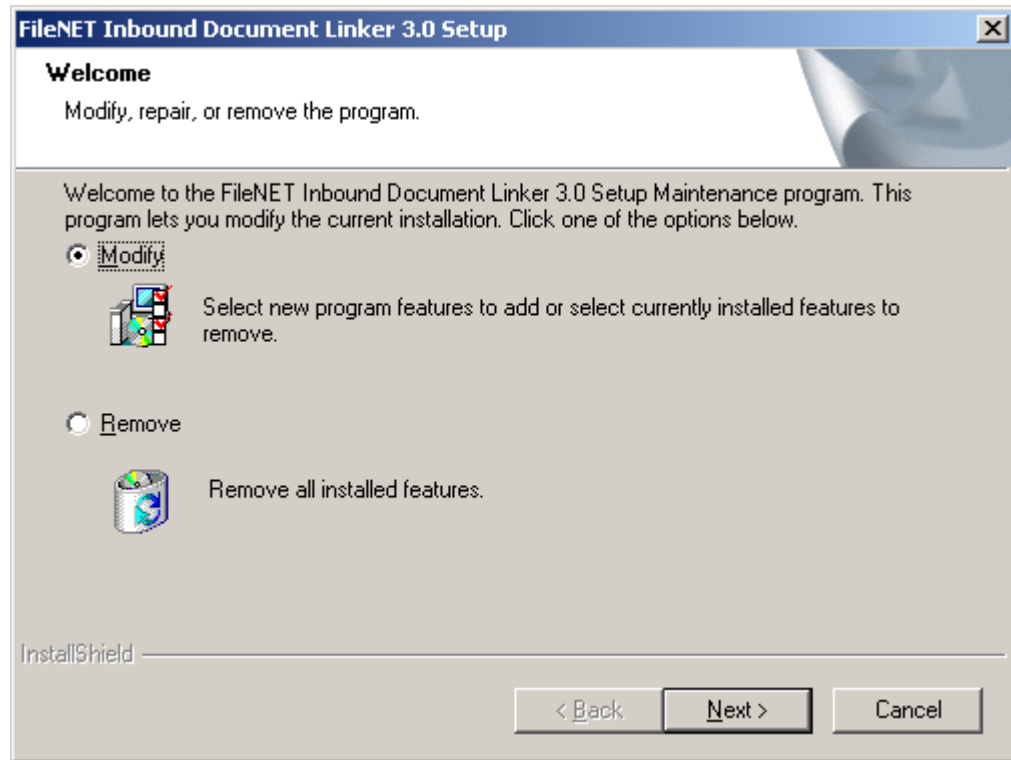 FileNET Inbound Document Linker 3.0 Setup
Welcome
Modify, repair, or remove the program.
Welcome to the FileNET Inbound Document Linker 3.0 Setup Maintenance program. This
program lets you modify the current installation. Click one of the options below.
Modify
Select new program features to add or select currently installed features to
remove.
Remove
Remove all installed features.
InstallShield
< Back
Next >
Cancel